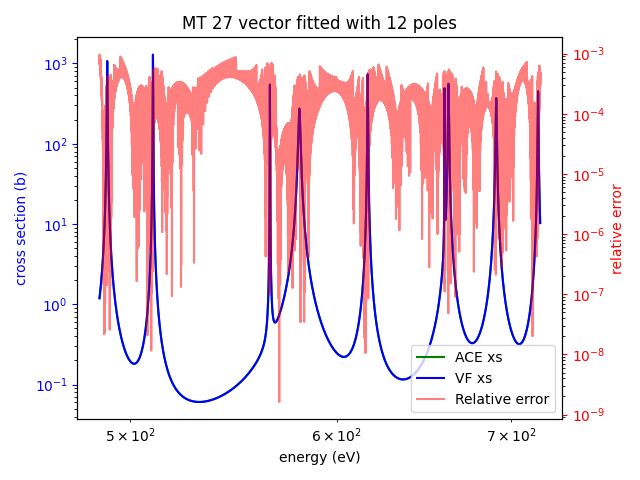 MT 27 vector fitted with 12 poles
10³
10²
10¹
10⁰
10⁻¹
cross section (b)
10⁻³
10⁻⁴
10⁻⁵
10⁻⁶
10⁻⁷
10⁻⁸
10⁻⁹
relative error
ACE xs
VF xs
Relative error
5 × 10² 6 × 10² 7 × 10²
energy (eV)